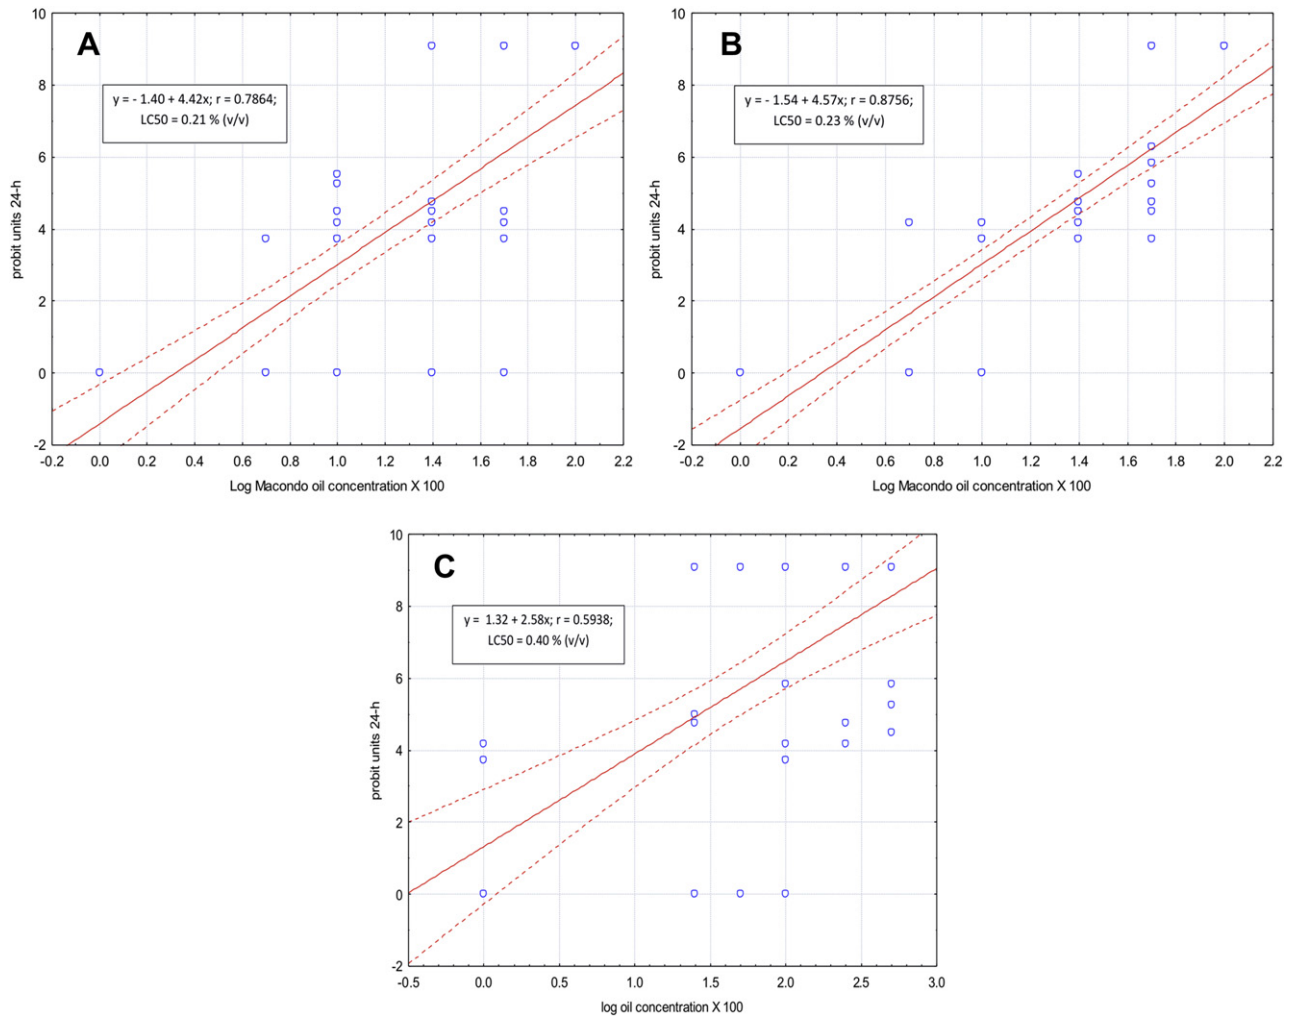 A
y = - 1.40 + 4.42x; r = 0.7864;
LC50 = 0.21 % (v/v)
probit units 24-h
10
8
6
4
2
0
-2
-0.2 0.0 0.2 0.4 0.6 0.8 1.0 1.2 1.4 1.6 1.8 2.0 2.2
Log Macondo oil concentration X 100
B
y = - 1.54 + 4.57x; r = 0.8756;
LC50 = 0.23 % (v/v)
probit units 24-h
10
8
6
4
2
0
-2
-0.2 0.0 0.2 0.4 0.6 0.8 1.0 1.2 1.4 1.6 1.8 2.0 2.2
Log Macondo oil concentration X 100
C
y = 1.32 + 2.58x; r = 0.5938;
LC50 = 0.40 % (v/v)
probit units 24-h
10
8
6
4
2
0
-2
-0.5 0.0 0.5 1.0 1.5 2.0 2.5 3.0
log oil concentration X 100